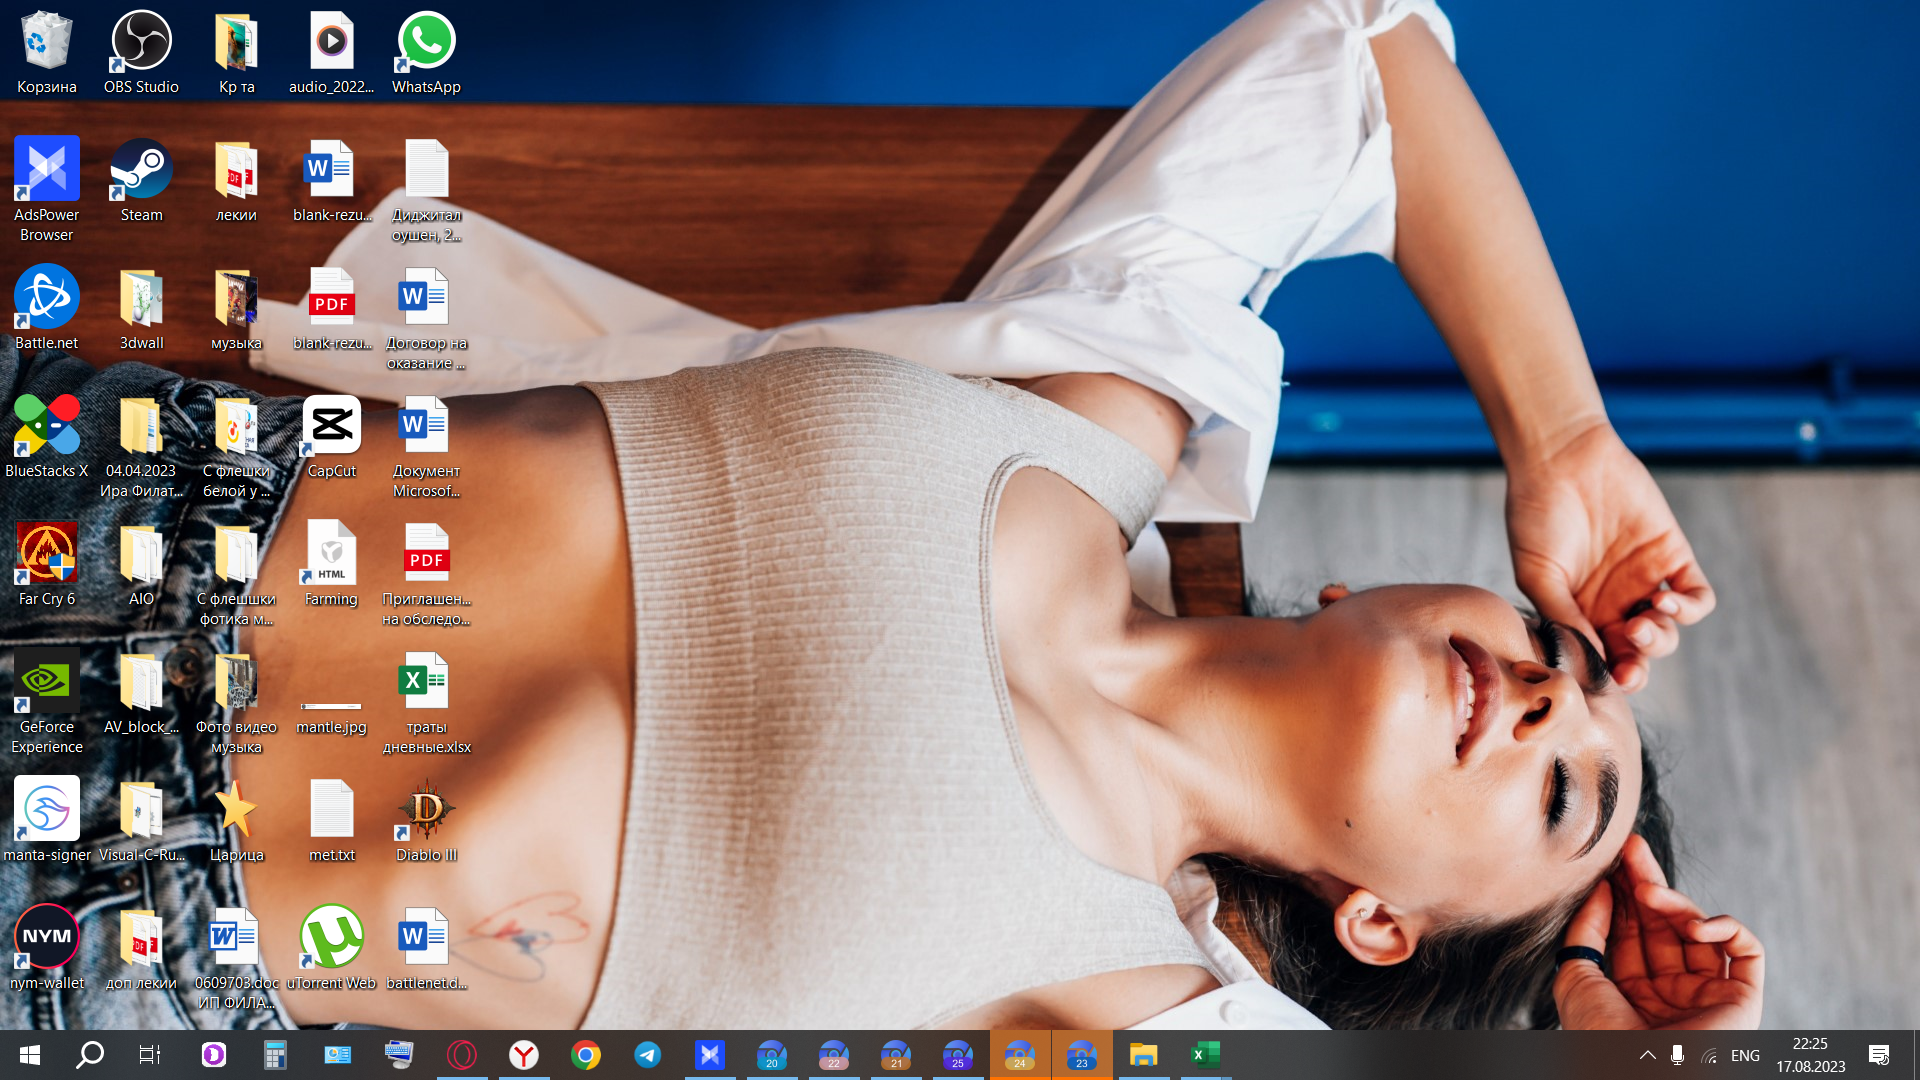 Корзина
OBS Studio
Кр та
audio_2022...
WhatsApp
AdsPower
Browser
Steam
PDF
лекии
W
blank-rezu...
Диджитал
оушен, 2...
Battle.net
3dwall
музыка
PDF
blank-rezu...
W
Договор на
оказание ...
BlueStacks X
04.04.2023
Ира Филат...
С флешки
белой у ...
CapCut
W
Документ
Microsof...
Far Cry 6
AIO
С флешшки
фотика м...
HTML
Farming
PDF
Приглашен...
на обследо...
GeForce
Experience
AV_block_...
Фото видео
музыка
mantle.jpg
X
траты
дневные.xlsx
manta-signer
Visual-C-Ru...
Царица
met.txt
D
Diablo III
NYM
nym-wallet
PDF
доп лекии
W
0609703.doc
ИП ФИЛА...
uTorrent Web
W
battlenet.d...
20
22
21
25
24
23
ENG
22:25
17.08.2023